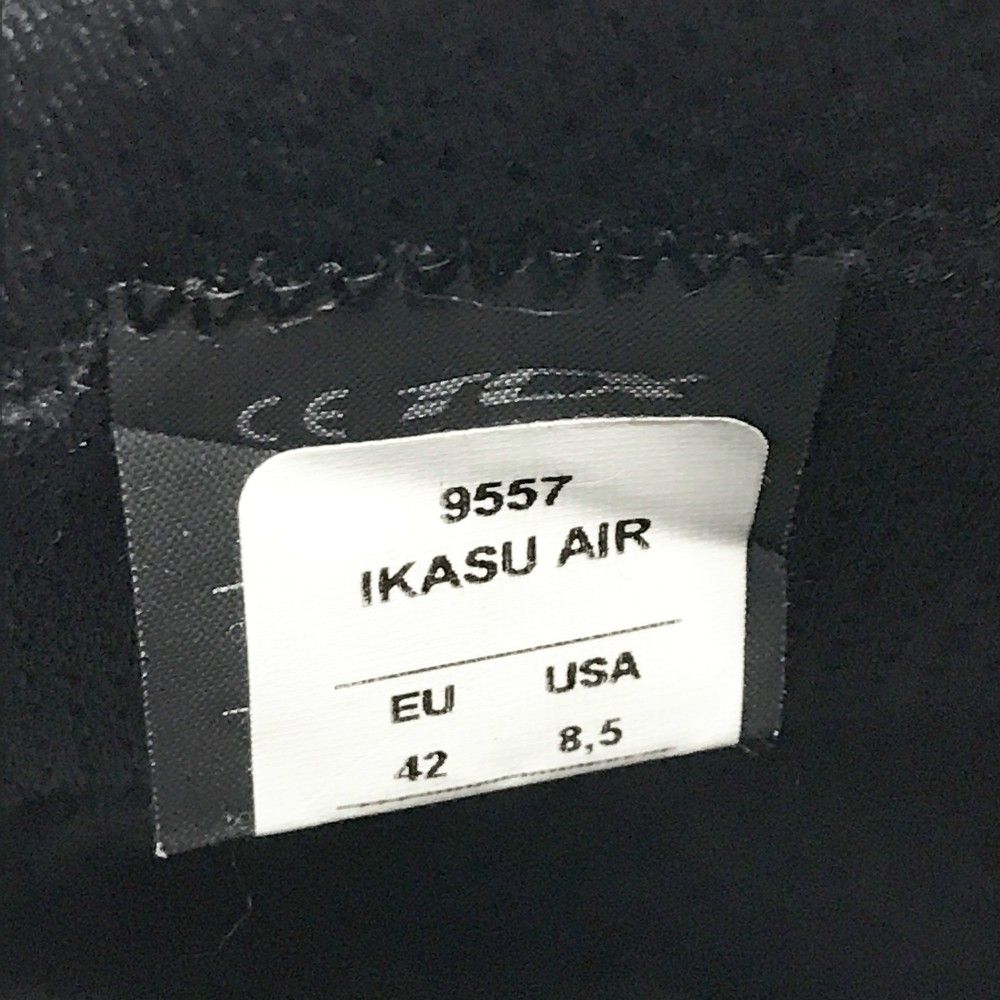 CE TCX
9557
IKASU AIR
EU USA
42 8,5